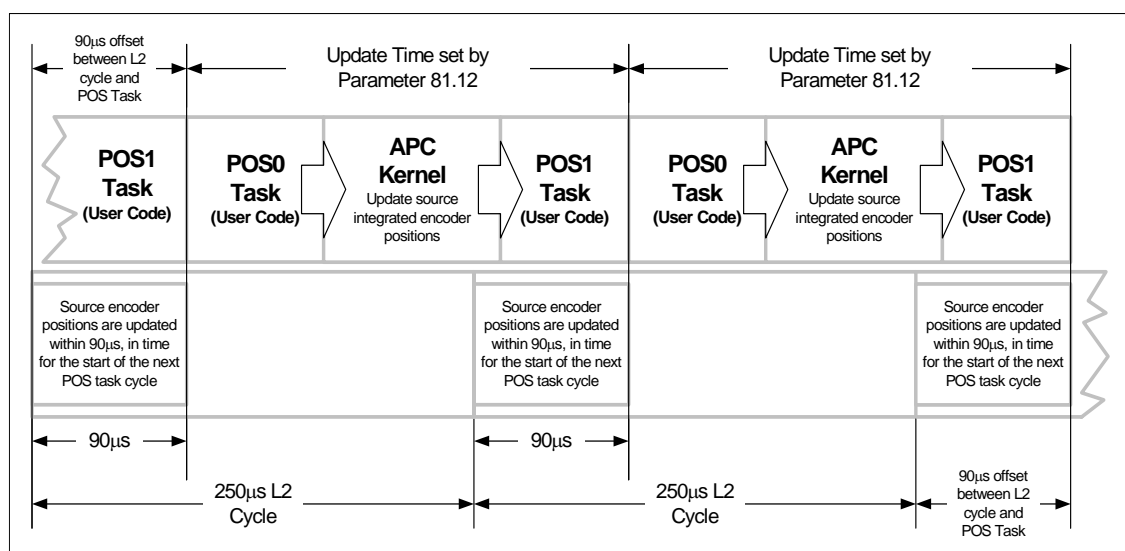 90μs offset
between L2
cycle and
POS Task
Update Time set by
Parameter 81.12
Update Time set by
Parameter 81.12
POS1
Task
(User Code)
POS0
Task
(User Code)
APC
Kernel
Update source
integrated encoder
positions
POS1
Task
(User Code)
POS0
Task
(User Code)
APC
Kernel
Update source
integrated encoder
positions
POS1
Task
(User Code)
Source encoder
positions are updated
within 90μs, in time
for the start of the next
POS task cycle
Source encoder
positions are updated
within 90μs, in time
for the start of the next
POS task cycle
Source encoder
positions are updated
within 90μs, in time
for the start of the next
POS task cycle
90μs
90μs
250μs L2
Cycle
250μs L2
Cycle
90μs offset
between L2
cycle and
POS Task